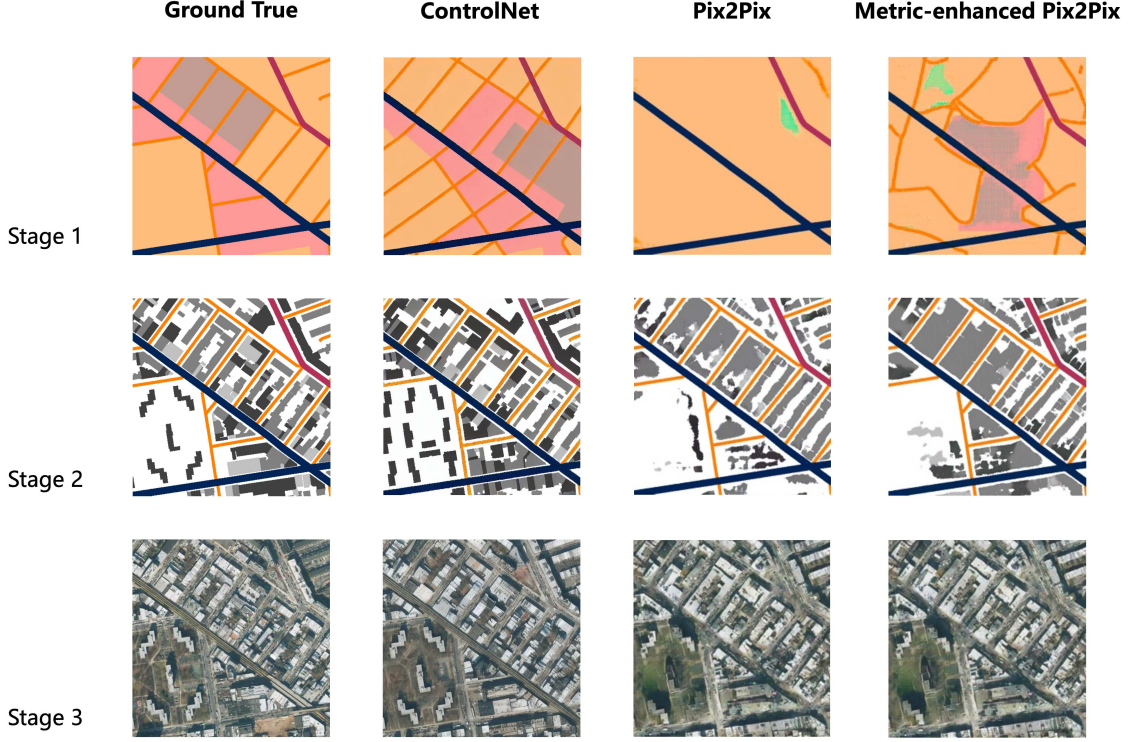 Ground True
ControlNet
Pix2Pix
Metric-enhanced Pix2Pix
Stage 1
Stage 2
Stage 3